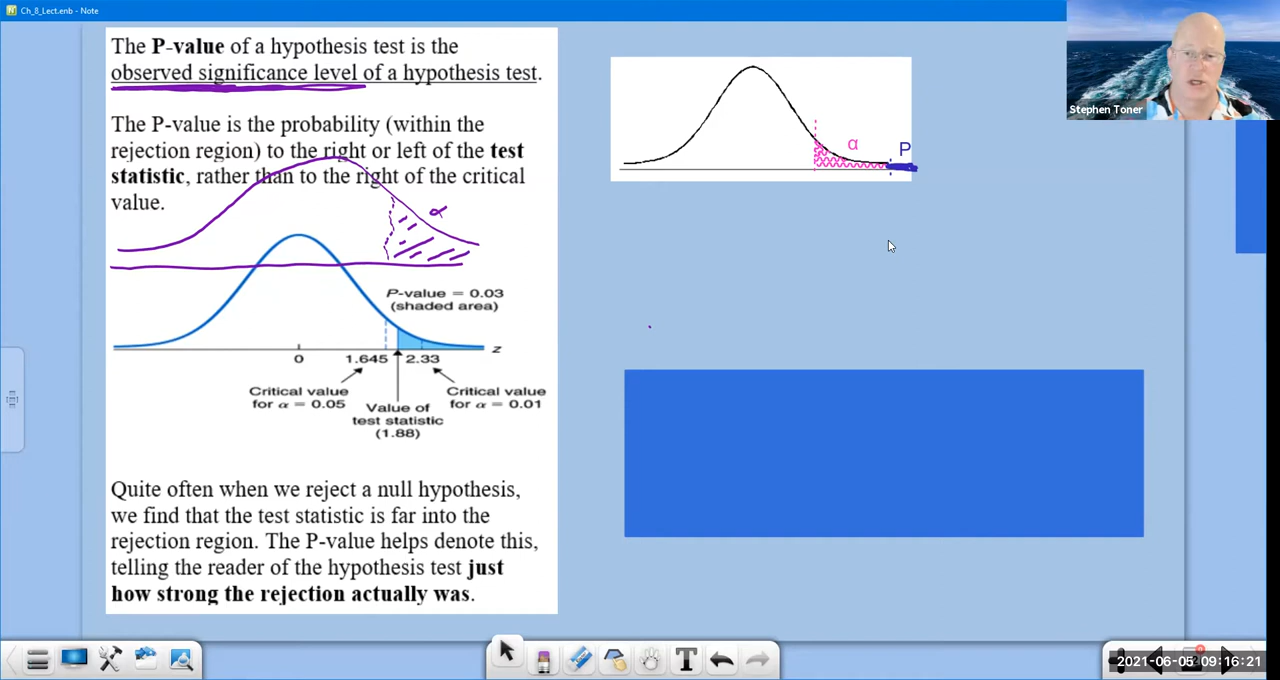 Ch_8_Lect.enb - Note
The P-value of a hypothesis test is the
observed significance level of a hypothesis test.
The P-value is the probability (within the
rejection region) to the right or left of the test
statistic, rather than to the right of the critical
value.
α
P-value = 0.03
(shaded area)
0
1.645
2.33
z
Critical value
for α = 0.05
Value of
test statistic
(1.88)
Critical value
for α = 0.01
Quite often when we reject a null hypothesis,
we find that the test statistic is far into the
rejection region. The P-value helps denote this,
telling the reader of the hypothesis test just
how strong the rejection actually was.
α
P
Stephen Toner
T
2021-06-05 09:16:21